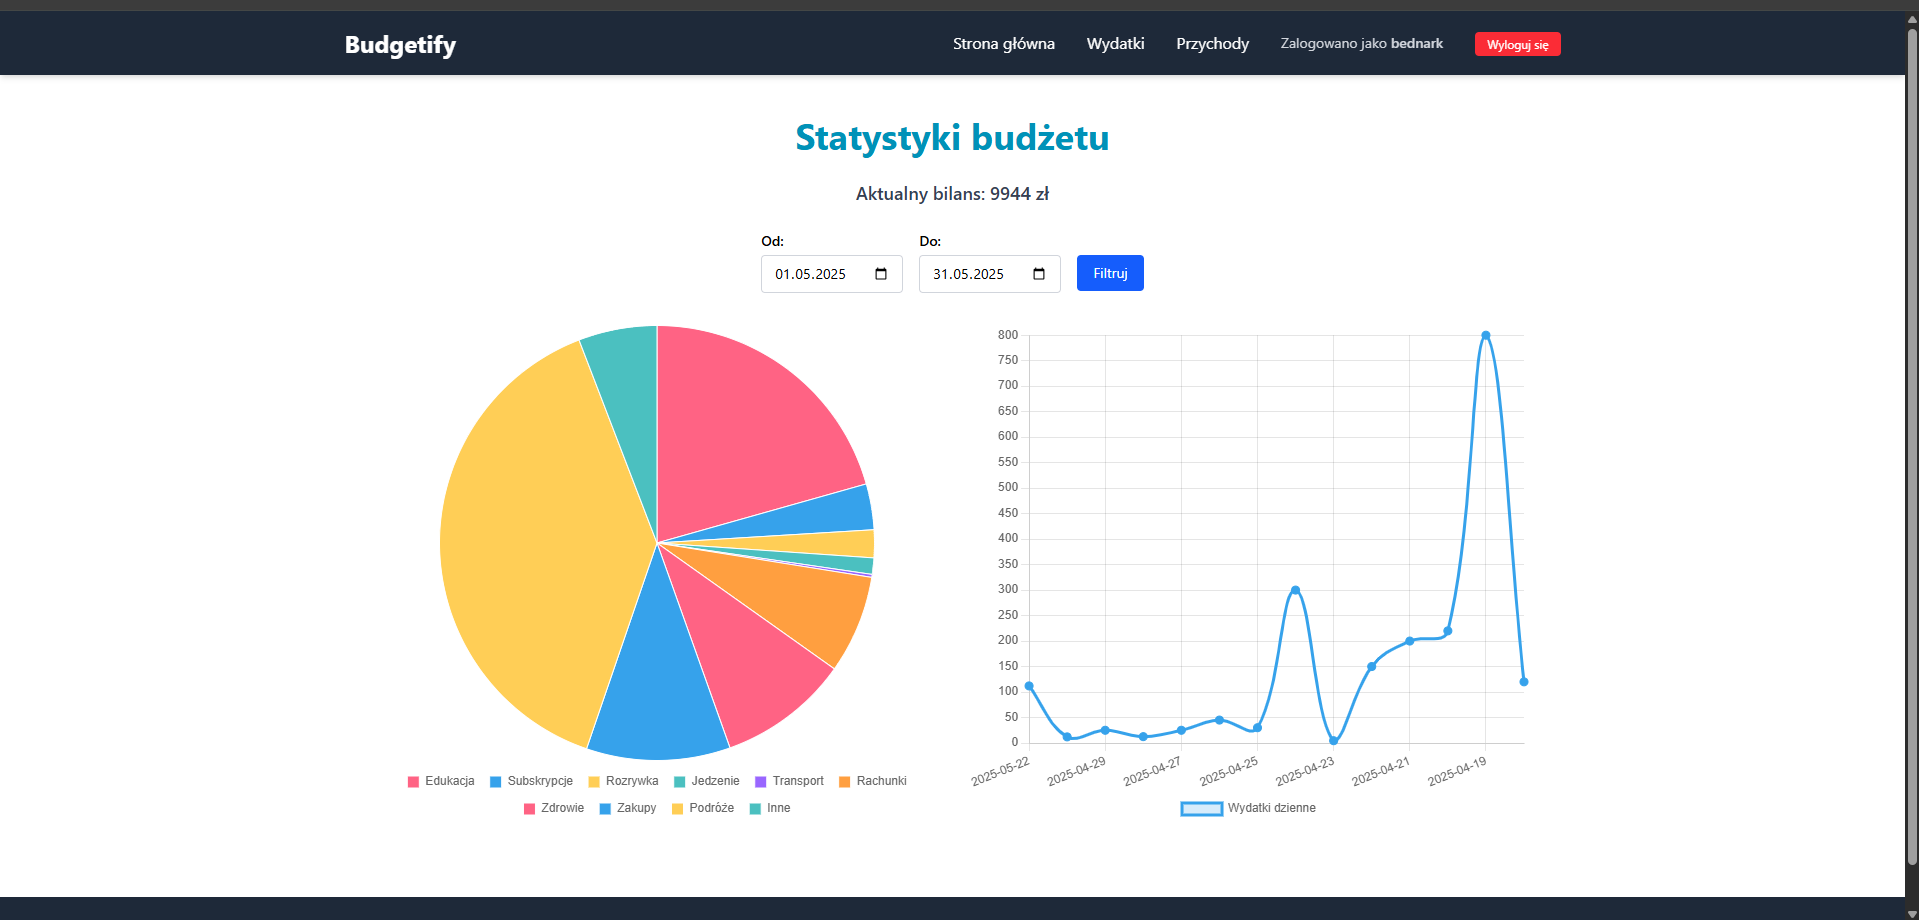 Budgetify
Strona główna Wydatki Przychody Zalogowano jako bednark Wyloguj się
Statystyki budżetu
Aktualny bilans: 9944 zł
Od: Do:
01.05.2025 31.05.2025 Filtruj
800
750
700
650
600
550
500
450
400
350
300
250
200
150
100
50
0
2025-05-22 2025-04-29 2025-04-27 2025-04-25 2025-04-23 2025-04-21 2025-04-19
Edukacja Subskrypcje Rozrywka Jedzenie Transport Rachunki
Zdrowie Zakupy Podróże Inne
Wydatki dzienne